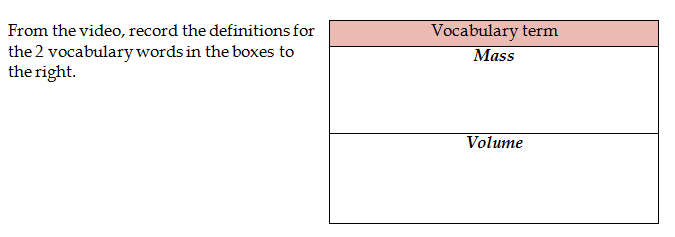 From the video, record the definitions for
the 2 vocabulary words in the boxes to
the right.
Vocabulary term
Mass
Volume